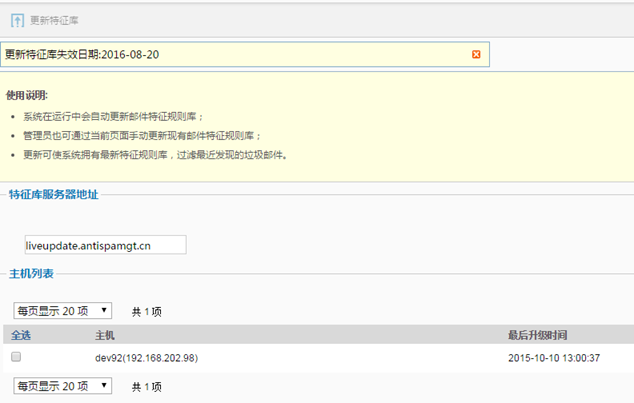 更新特征库
更新特征库失效日期:2016-08-20
使用说明:
系统在运行中会自动更新邮件特征规则库；
管理员也可通过当前页面手动更新现有邮件特征规则库；
更新可使系统拥有最新特征规则库，过滤最近发现的垃圾邮件。
特征库服务器地址
liveupdate.antispamgt.cn
主机列表
每页显示 20 项 共 1 项
全选 主机 最后升级时间
dev92(192.168.202.98) 2015-10-10 13:00:37
每页显示 20 项 共 1 项